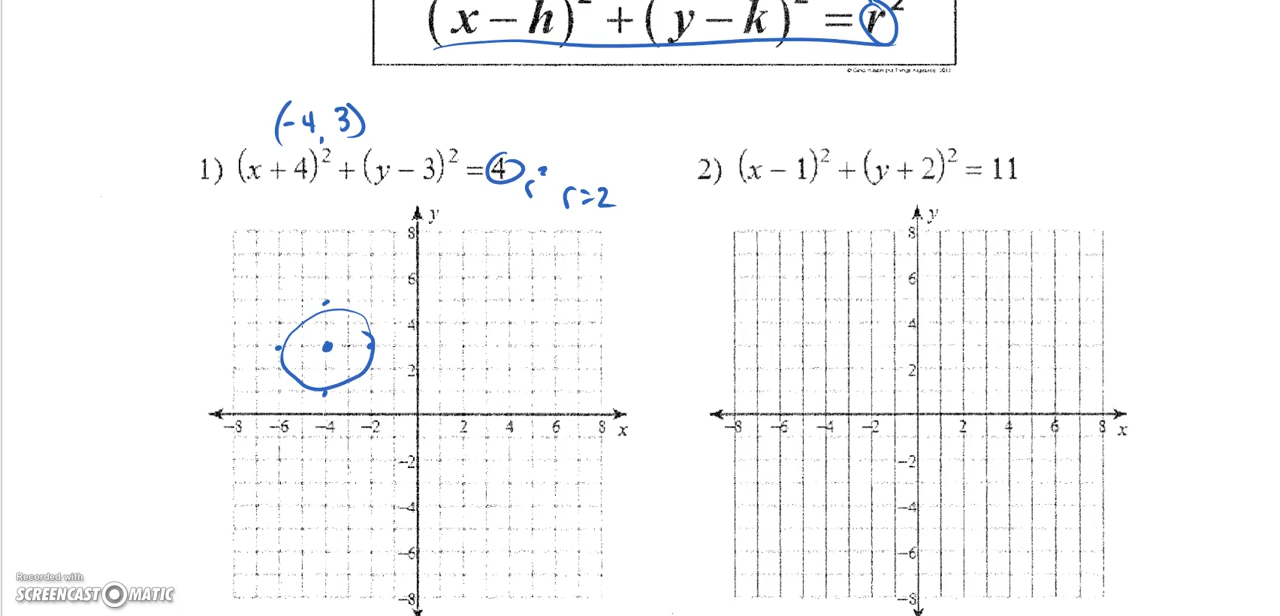 (x − h)² + (y − k)² = r²
(-4, 3)
1) (x + 4)² + (y − 3)² = 4 r²
r=2
2) (x − 1)² + (y + 2)² = 11
y
8
6
4
2
−8 −6 −4 −2 2 4 6 8 x
−2
−4
−6
−8
y
8
6
4
2
−8 −6 −4 −2 2 4 6 8 x
−2
−4
−6
−8
Recorded with
SCREENCAST MATIC